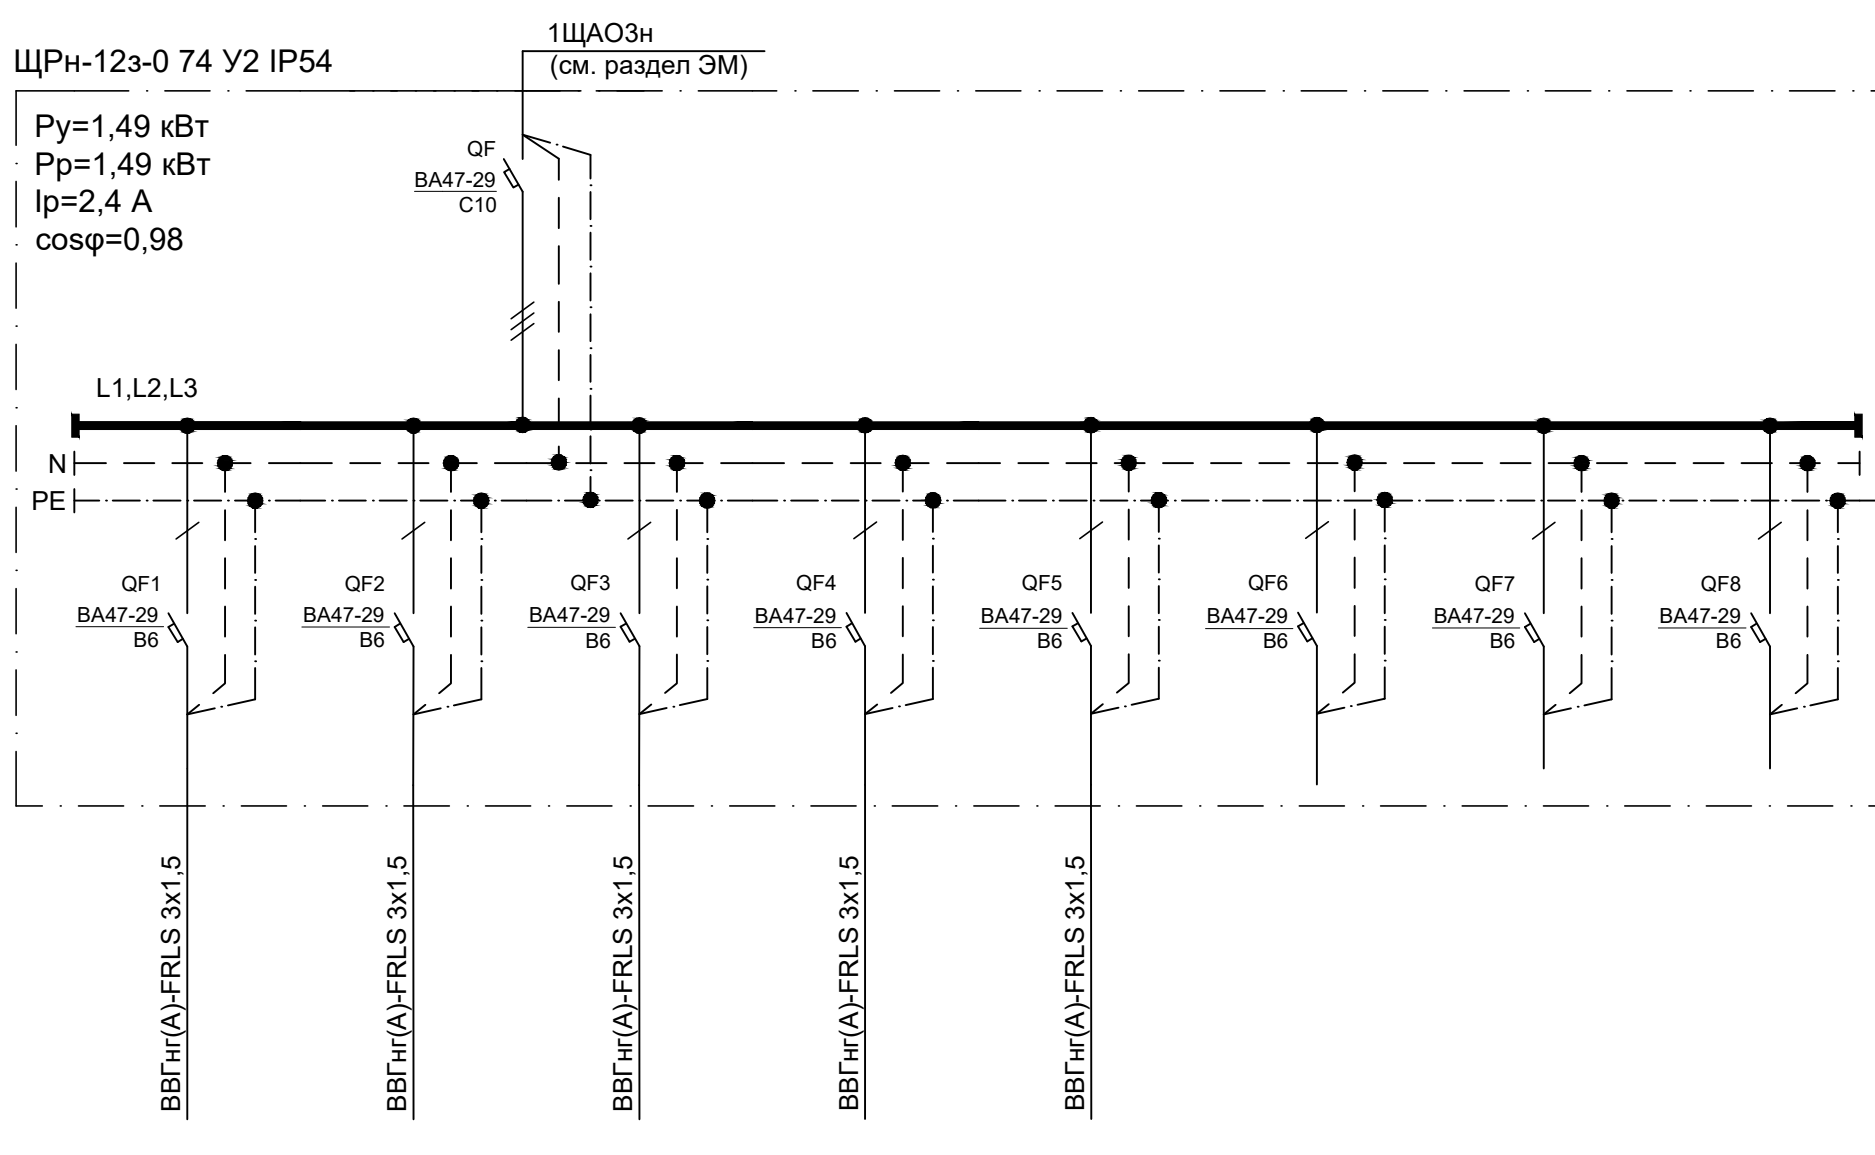 1ЩАО3н
(см. раздел ЭМ)
ЩРн-12з-0 74 У2 IP54
Ру=1,49 кВт
Рр=1,49 кВт
Iр=2,4 А
cosφ=0,98
QF
ВА47-29
С10
L1,L2,L3
N
PE
QF1
ВА47-29
В6
QF2
ВА47-29
В6
QF3
ВА47-29
В6
QF4
ВА47-29
В6
QF5
ВА47-29
В6
QF6
ВА47-29
В6
QF7
ВА47-29
В6
QF8
ВА47-29
В6
ВВГнг(А)-FRLS 3х1,5
ВВГнг(А)-FRLS 3х1,5
ВВГнг(А)-FRLS 3х1,5
ВВГнг(А)-FRLS 3х1,5
ВВГнг(А)-FRLS 3х1,5